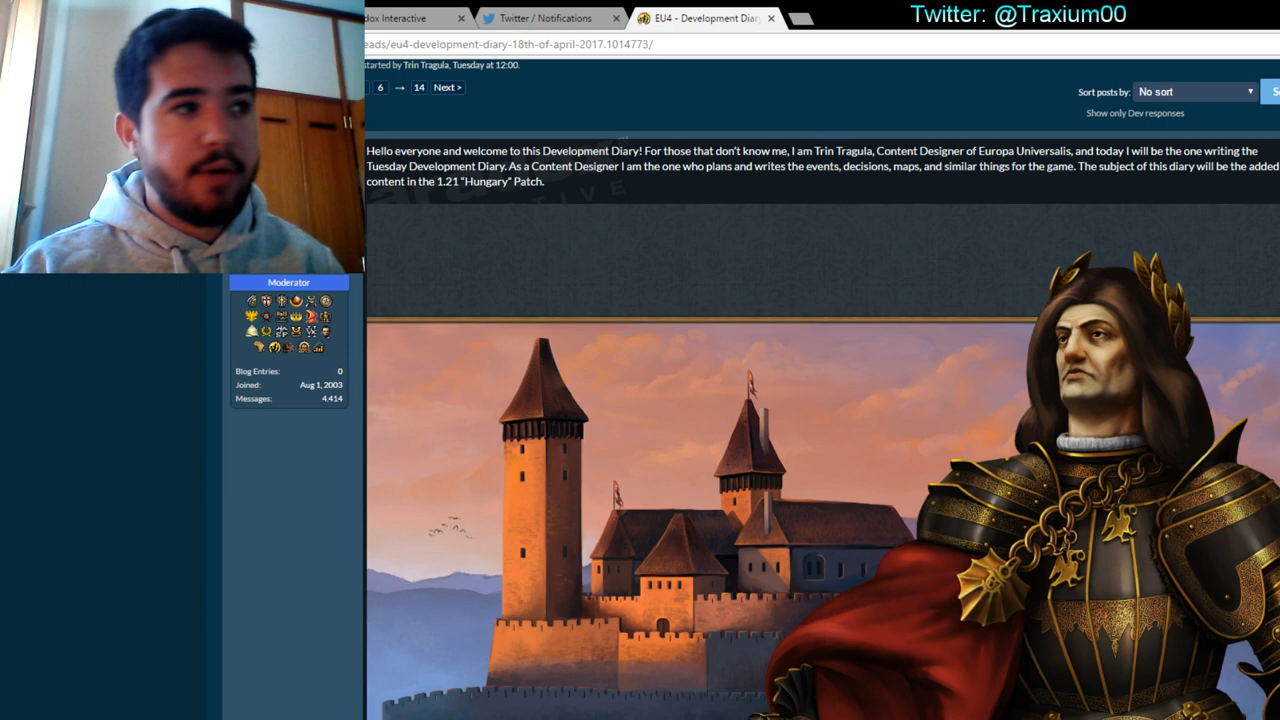 Twitter: @Traxium00
dox Interactive
Twitter / Notifications
EU4 - Development Diar
eads/eu4-development-diary-18th-of-april-2017.1014773/
started by Trin Tragula, Tuesday at 12:00.
6 → 14 Next >
Sort posts by: No sort
Show only Dev responses
Hello everyone and welcome to this Development Diary! For those that don't know me, I am Trin Tragula, Content Designer of Europa Universalis, and today I will be the one writing the
Tuesday Development Diary. As a Content Designer I am the one who plans and writes the events, decisions, maps, and similar things for the game. The subject of this diary will be the added
content in the 1.21 "Hungary" Patch.
Moderator
Blog Entries: 0
Joined: Aug 1, 2003
Messages: 4.414